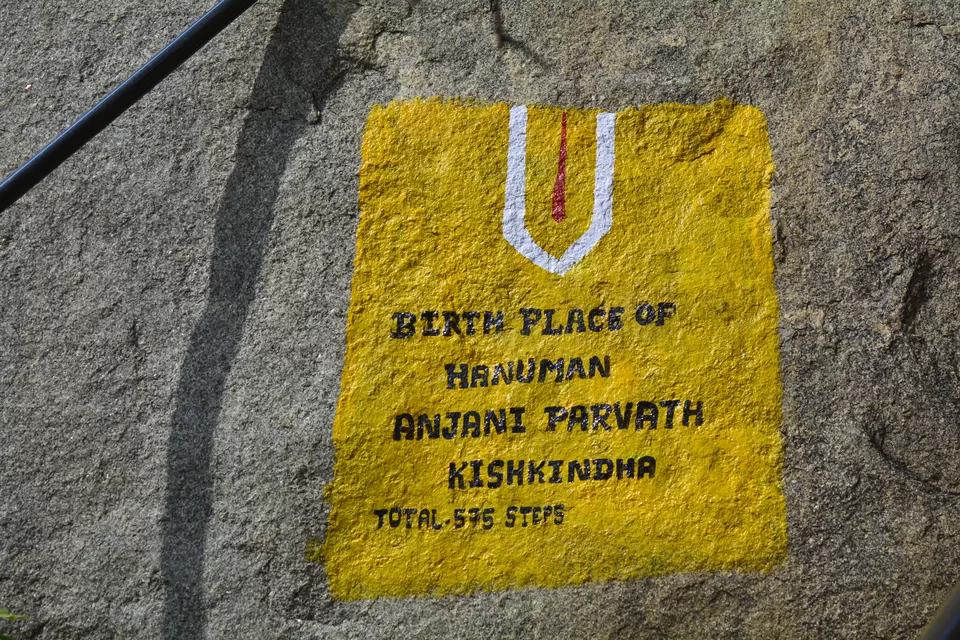 BIRTH PLACE OF
HANUMAN
ANJANI PARVATH
KISHKINDHA
TOTAL.575 STEPS